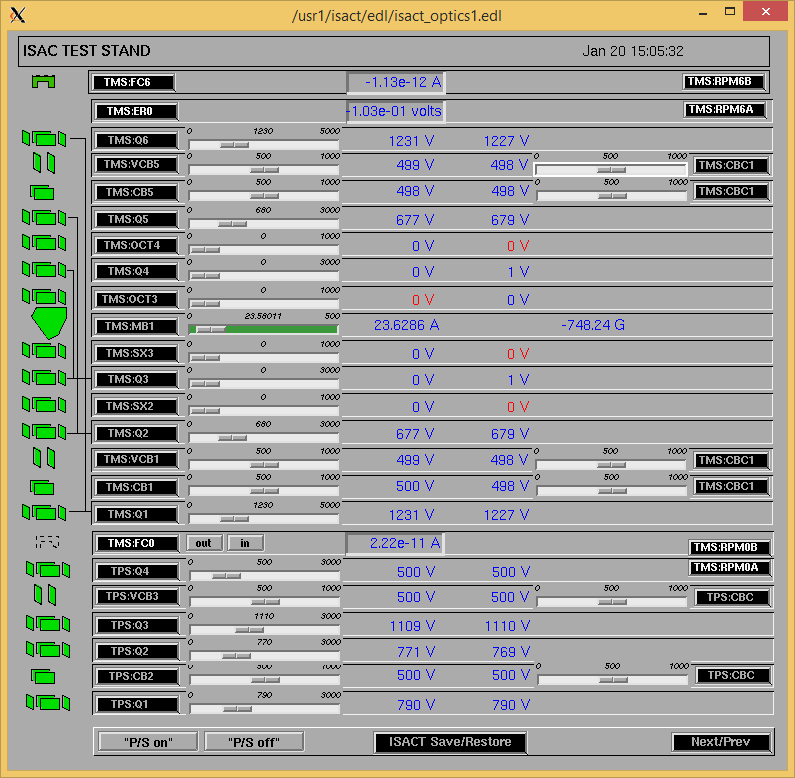 /usr1/isact/edl/isact_optics1.edl
ISAC TEST STAND Jan 20 15:05:32
TMS:FC6 -1.13e-12 A TMS:RPM6B
TMS:ER0 -1.03e-01 volts TMS:RPM6A
TMS:Q6 0 1230 5000 1231 V 1227 V
TMS:VCB5 0 500 1000 499 V 498 V 0 500 1000 TMS:CBC1
TMS:CB5 0 500 1000 498 V 498 V 0 500 1000 TMS:CBC1
TMS:Q5 0 680 3000 677 V 679 V
TMS:OCT4 0 0 1000 0 V 0 V
TMS:Q4 0 0 3000 0 V 1 V
TMS:OCT3 0 0 1000 0 V 0 V
TMS:MB1 0 23.58011 500 23.6286 A -748.24 G
TMS:SX3 0 0 1000 0 V 0 V
TMS:Q3 0 0 3000 0 V 1 V
TMS:SX2 0 0 1000 0 V 0 V
TMS:Q2 0 680 3000 677 V 679 V
TMS:VCB1 0 500 1000 499 V 498 V 0 500 1000 TMS:CBC1
TMS:CB1 0 500 1000 500 V 498 V 0 500 1000 TMS:CBC1
TMS:Q1 0 1230 5000 1231 V 1227 V
TMS:FC0 out in 2.22e-11 A TMS:RPM0B
TPS:Q4 0 500 3000 500 V 500 V TMS:RPM0A
TPS:VCB3 0 500 1000 500 V 500 V 0 500 1000 TPS:CBC
TPS:Q3 0 1110 3000 1109 V 1110 V
TPS:Q2 0 770 3000 771 V 769 V
TPS:CB2 0 500 1000 500 V 500 V 0 500 1000 TPS:CBC
TPS:Q1 0 790 3000 790 V 790 V
"P/S on" "P/S off" ISACT Save/Restore Next/Prev